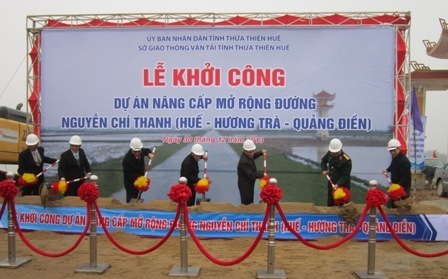 ỦY BAN NHÂN DÂN TỈNH THỪA THIÊN HUẾ
SỞ GIAO THÔNG VẬN TẢI TỈNH THỪA THIÊN HUẾ
LỄ KHỞI CÔNG
DỰ ÁN NÂNG CẤP MỞ RỘNG ĐƯỜNG
NGUYỄN CHÍ THANH (HUẾ - HƯƠNG TRÀ - QUẢNG ĐIỀN)
Ngày 30 tháng 12 năm 2013
KHỞI CÔNG DỰ ÁN NÂNG CẤP MỞ RỘNG NGUYỄN CHÍ THANH (HUẾ - HƯƠNG TRÀ - QUẢNG ĐIỀN)